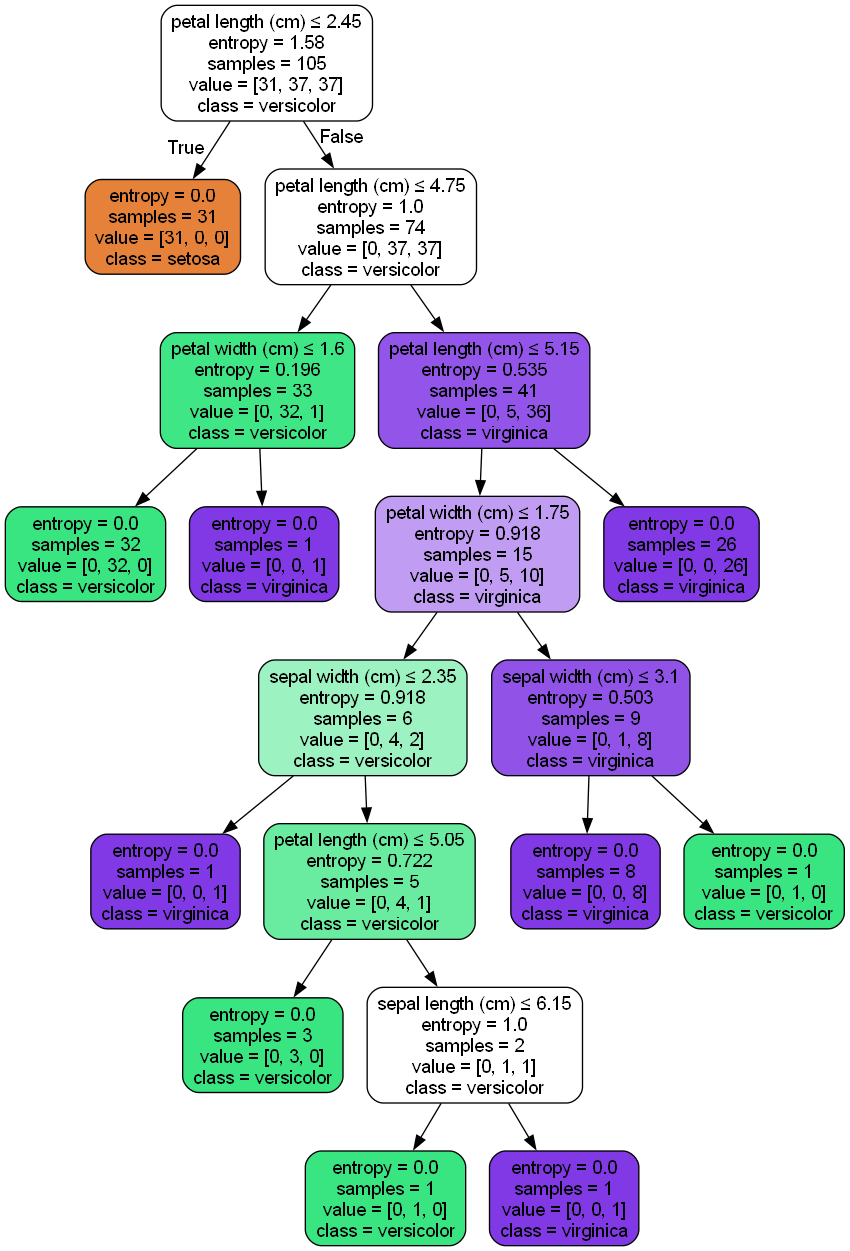 petal length (cm) ≤ 2.45
entropy = 1.58
samples = 105
value = [31, 37, 37]
class = versicolor
True
False
entropy = 0.0
samples = 31
value = [31, 0, 0]
class = setosa
petal length (cm) ≤ 4.75
entropy = 1.0
samples = 74
value = [0, 37, 37]
class = versicolor
petal width (cm) ≤ 1.6
entropy = 0.196
samples = 33
value = [0, 32, 1]
class = versicolor
petal length (cm) ≤ 5.15
entropy = 0.535
samples = 41
value = [0, 5, 36]
class = virginica
entropy = 0.0
samples = 32
value = [0, 32, 0]
class = versicolor
entropy = 0.0
samples = 1
value = [0, 0, 1]
class = virginica
petal width (cm) ≤ 1.75
entropy = 0.918
samples = 15
value = [0, 5, 10]
class = virginica
entropy = 0.0
samples = 26
value = [0, 0, 26]
class = virginica
sepal width (cm) ≤ 2.35
entropy = 0.918
samples = 6
value = [0, 4, 2]
class = versicolor
sepal width (cm) ≤ 3.1
entropy = 0.503
samples = 9
value = [0, 1, 8]
class = virginica
entropy = 0.0
samples = 1
value = [0, 0, 1]
class = virginica
petal length (cm) ≤ 5.05
entropy = 0.722
samples = 5
value = [0, 4, 1]
class = versicolor
entropy = 0.0
samples = 8
value = [0, 0, 8]
class = virginica
entropy = 0.0
samples = 1
value = [0, 1, 0]
class = versicolor
entropy = 0.0
samples = 3
value = [0, 3, 0]
class = versicolor
sepal length (cm) ≤ 6.15
entropy = 1.0
samples = 2
value = [0, 1, 1]
class = versicolor
entropy = 0.0
samples = 1
value = [0, 1, 0]
class = versicolor
entropy = 0.0
samples = 1
value = [0, 0, 1]
class = virginica